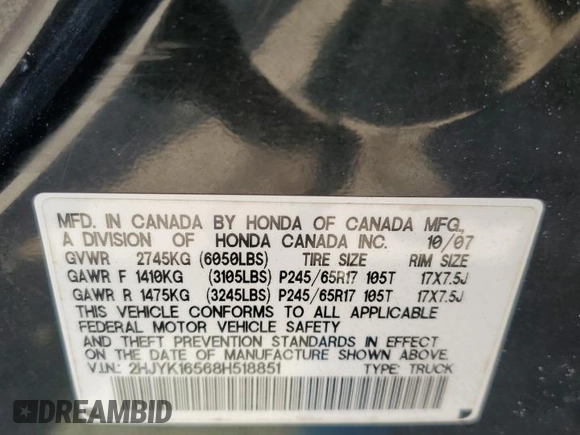 MFD. IN CANADA BY HONDA OF CANADA MFG.,
A DIVISION OF HONDA CANADA INC. 10/07
GVWR 2745KG (6050LBS) TIRE SIZE RIM SIZE
GAWR F 1410KG (3105LBS) P245/65R17 105T 17X7.5J
GAWR R 1475KG (3245LBS) P245/65R17 105T 17X7.5J
THIS VEHICLE CONFORMS TO ALL APPLICABLE
FEDERAL MOTOR VEHICLE SAFETY
AND THEFT PREVENTION STANDARDS IN EFFECT
ON THE DATE OF MANUFACTURE SHOWN ABOVE.
V.I.N.: 2HJYK16568H518851 TYPE: TRUCK
DREAMBID